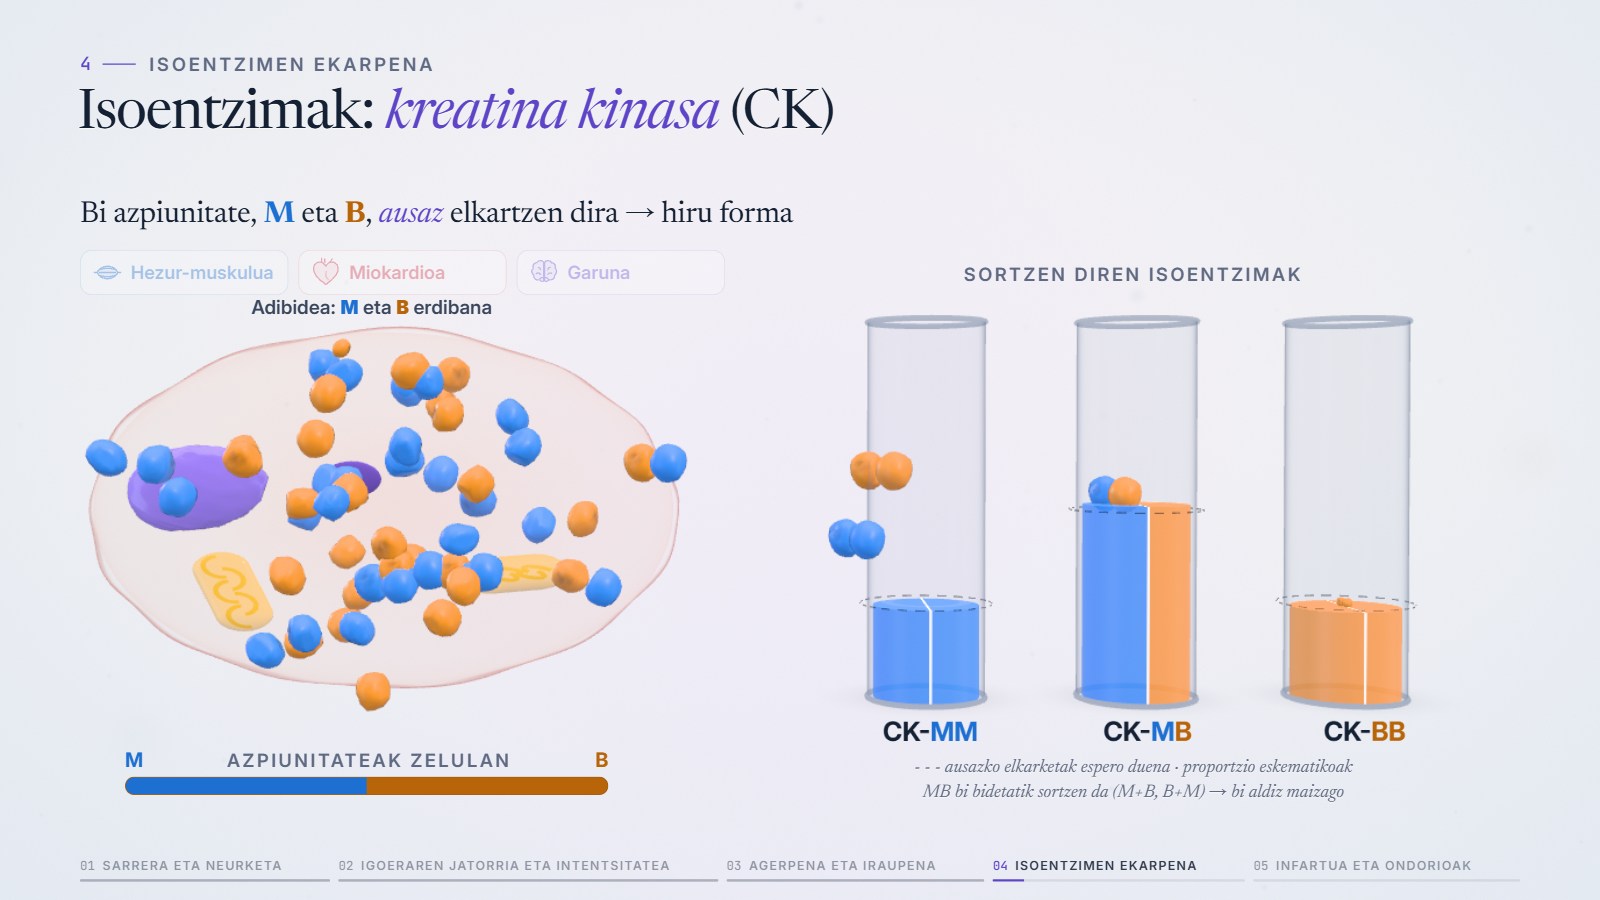 4 — ISOENTZIMEN EKARPENA
Isoentzimak: kreatina kinasa (CK)
Bi azpiunitate, M eta B, ausaz elkartzen dira → hiru forma
Hezur-muskulua
Miokardioa
Garuna
Adibidea: M eta B erdibana
SORTZEN DIREN ISOENTZIMAK
CK-MM
CK-MB
CK-BB
- - - ausazko elkarketak espero duena · proportzio eskematikoak
MB bi bidetatik sortzen da (M+B, B+M) → bi aldiz maizago
M
AZPIUNITATEAK ZELULAN
B
01 SARRERA ETA NEURKETA
02 IGOERAREN JATORRIA ETA INTENTSITATEA
03 AGERPENA ETA IRAUPENA
04 ISOENTZIMEN EKARPENA
05 INFARTUA ETA ONDORIOAK